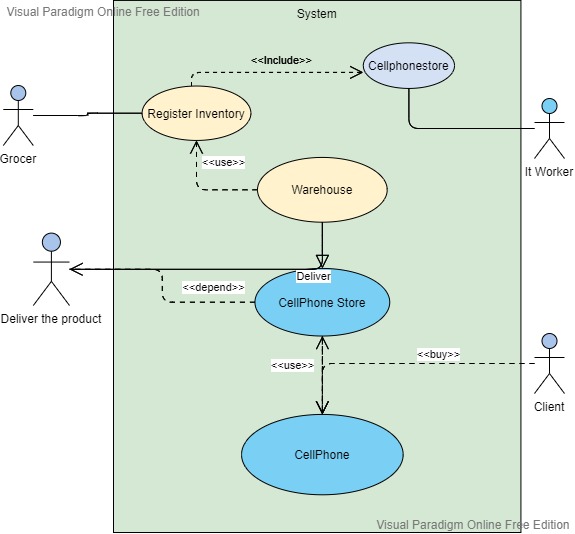 Visual Paradigm Online Free Edition
System
<<Include>>
Cellphonestore
Register Inventory
Grocer
<<use>>
It Worker
Warehouse
Deliver
<<depend>>
CellPhone Store
Deliver the product
<<buy>>
<<use>>
Client
CellPhone
Visual Paradigm Online Free Edition